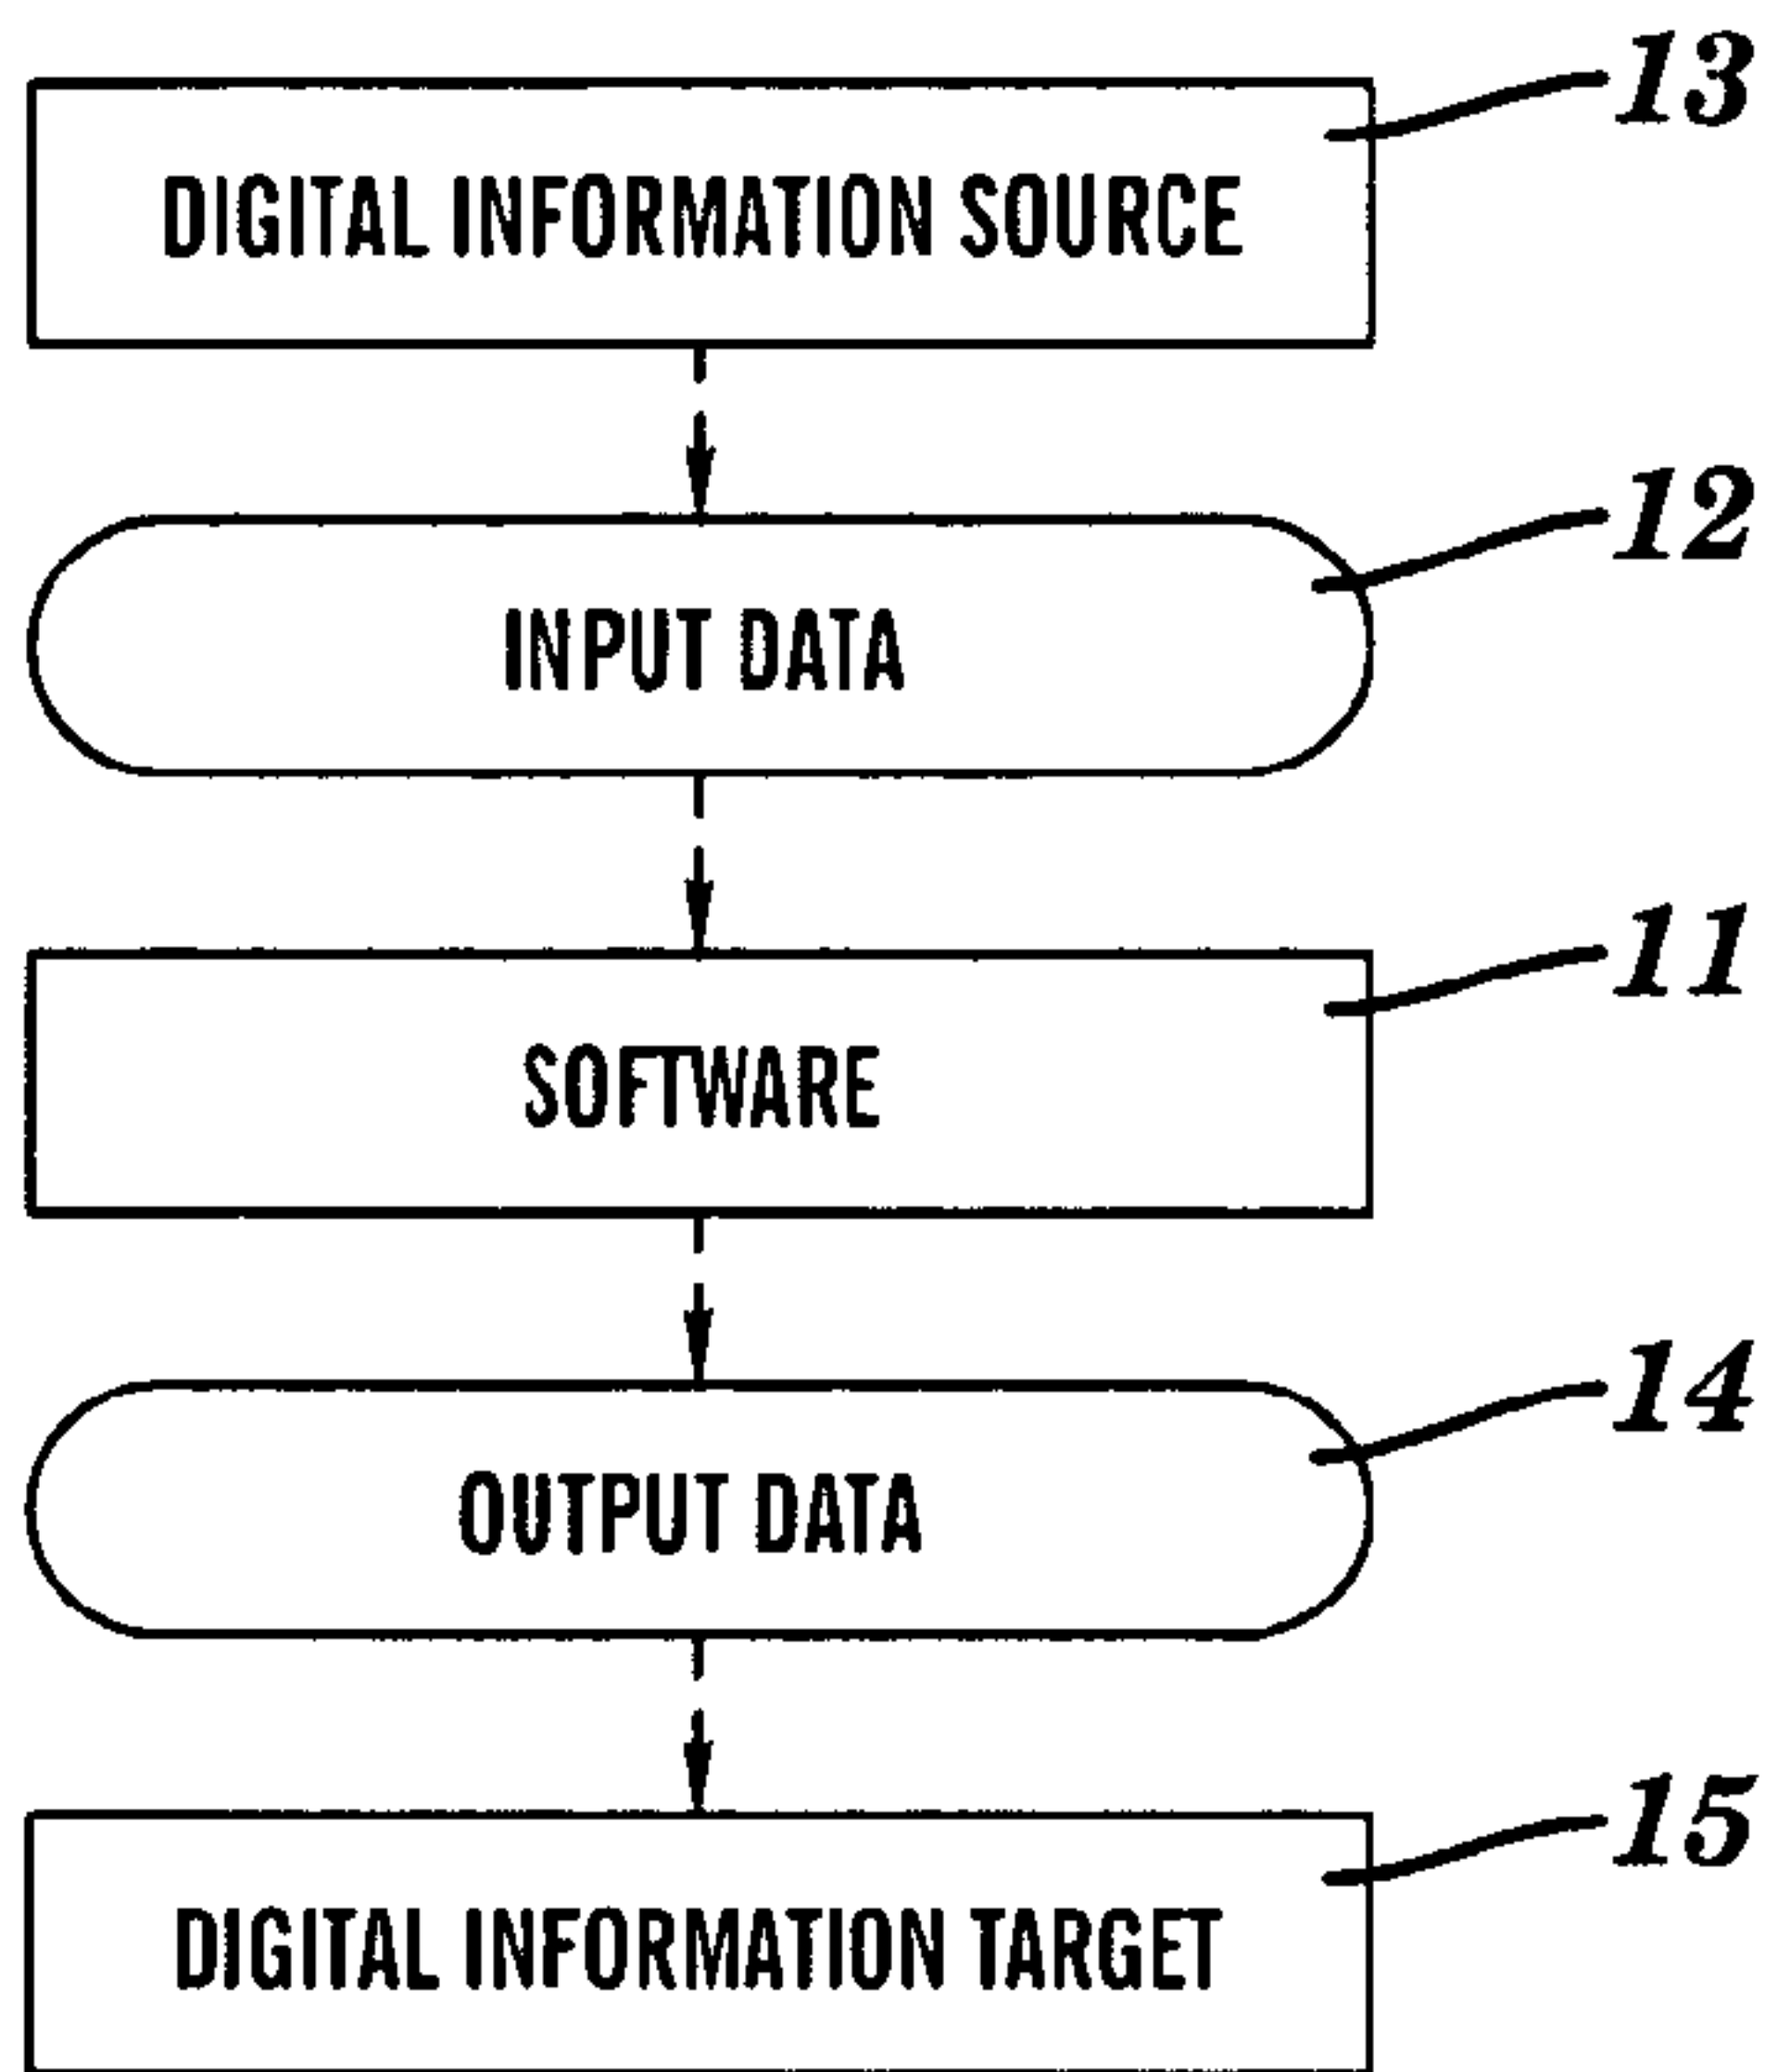 13
DIGITAL INFORMATION SOURCE
12
INPUT DATA
11
SOFTWARE
14
OUTPUT DATA
15
DIGITAL INFORMATION TARGET